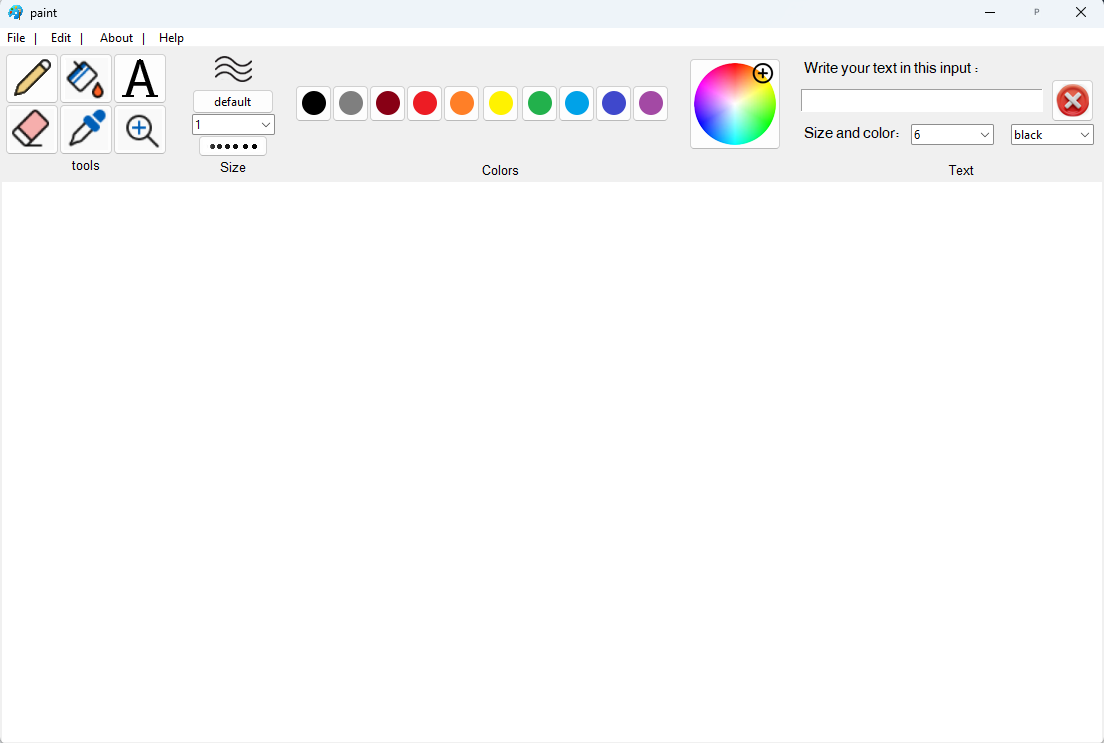 paint
P
File | Edit | About | Help
A
default
1
tools
Size
Colors
Write your text in this input :
Size and color: 6 black
Text